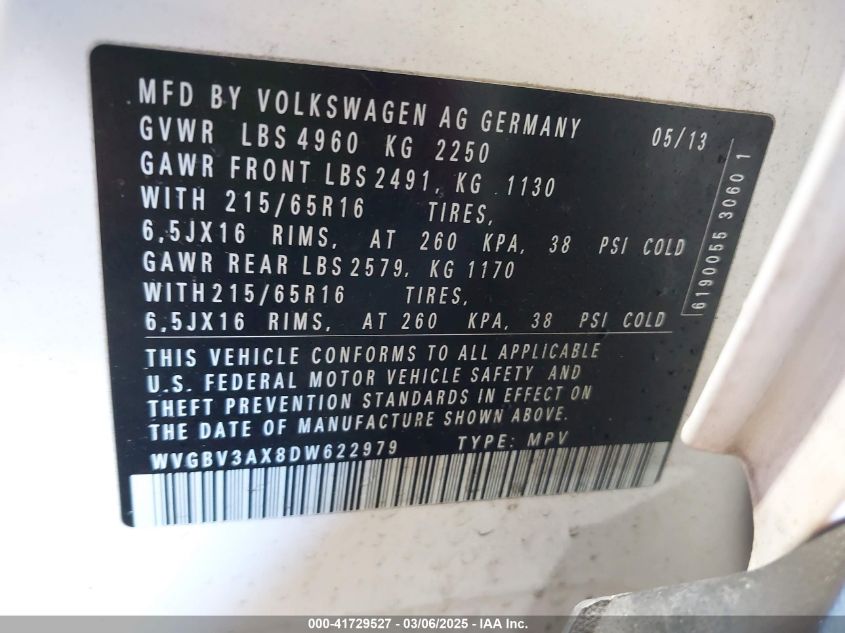 MFD BY VOLKSWAGEN AG GERMANY 05/13
GVWR LBS 4960 KG 2250
GAWR FRONT LBS 2491, KG 1130
WITH 215/65R16 TIRES,
6,5JX16 RIMS, AT 260 KPA, 38 PSI COLD
GAWR REAR LBS 2579, KG 1170
WITH 215/65R16 TIRES,
6,5JX16 RIMS, AT 260 KPA, 38 PSI COLD
THIS VEHICLE CONFORMS TO ALL APPLICABLE
U.S. FEDERAL MOTOR VEHICLE SAFETY AND
THEFT PREVENTION STANDARDS IN EFFECT ON
THE DATE OF MANUFACTURE SHOWN ABOVE.
WVGBV3AX8DW622979 TYPE: MPV
6190055 30601
000-41729527 — 03/06/2025 — IAA Inc.